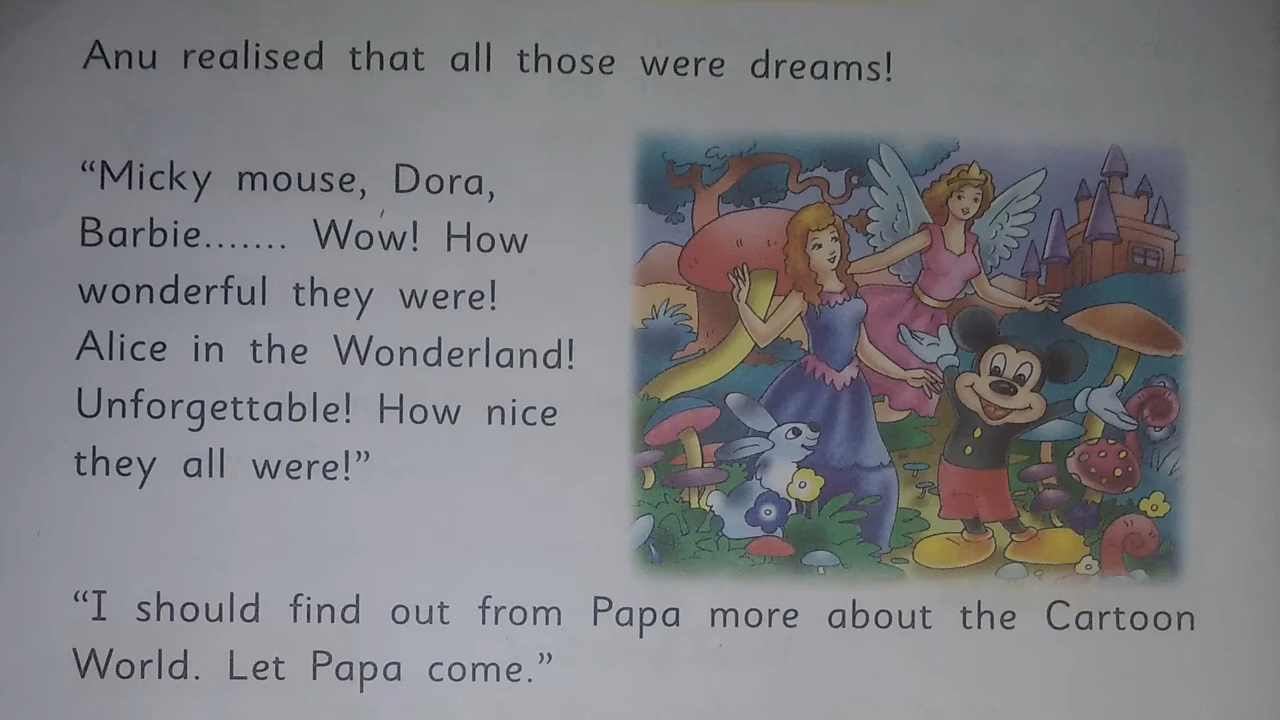 Anu realised that all those were dreams!
“Micky mouse, Dora,
Barbie....... Wow! How
wonderful they were!
Alice in the Wonderland!
Unforgettable! How nice
they all were!”
“I should find out from Papa more about the Cartoon
World. Let Papa come.”